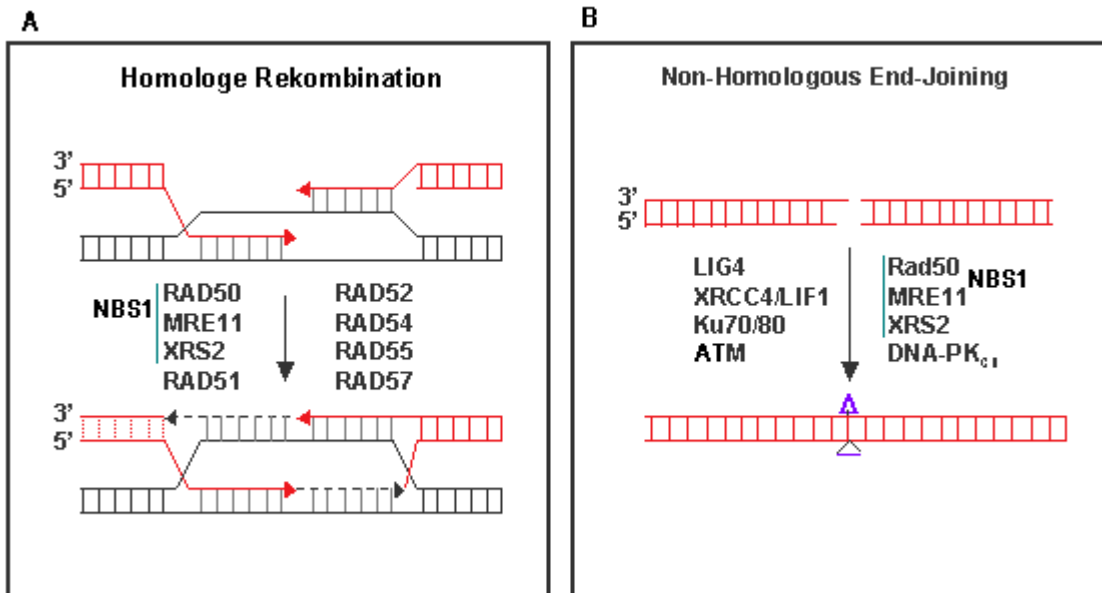 A
Homologe Rekombination
3'
5'
NBS1
RAD50
MRE11
XRS2
RAD51
RAD52
RAD54
RAD55
RAD57
3'
5'
B
Non-Homologous End-Joining
3'
5'
LIG4
XRCC4/LIF1
Ku70/80
ATM
Rad50
MRE11
XRS2
NBS1
DNA-PK